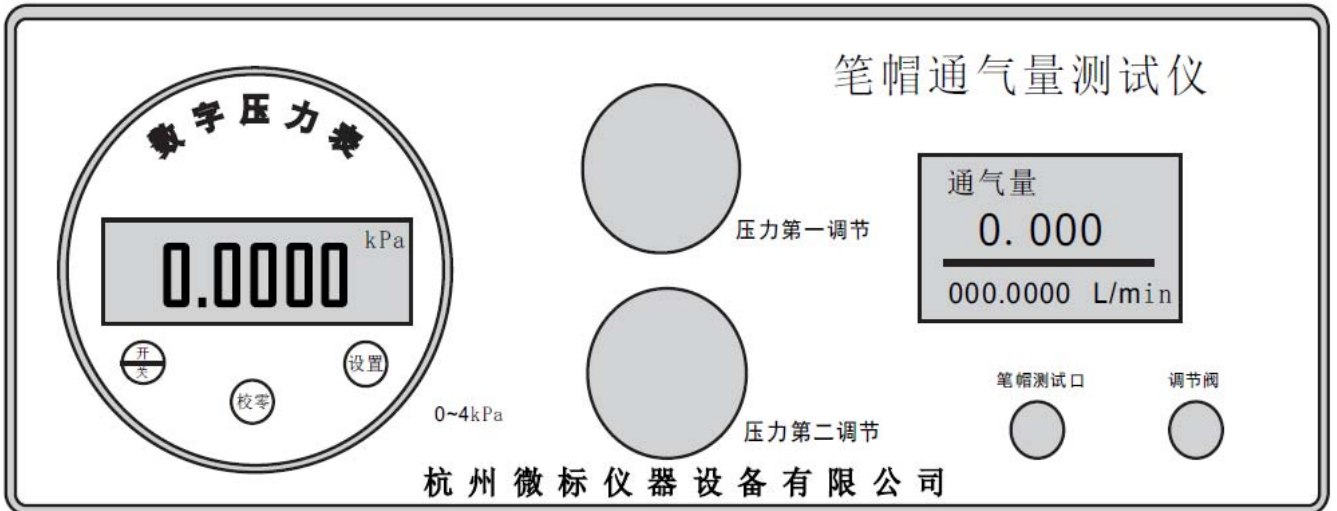 笔帽通气量测试仪
数字压力表
0.0000 kPa
开
关
校零
设置
0~4kPa
压力第一调节
压力第二调节
通气量
0.000
000.0000 L/min
笔帽测试口
调节阀
杭州微标仪器设备有限公司